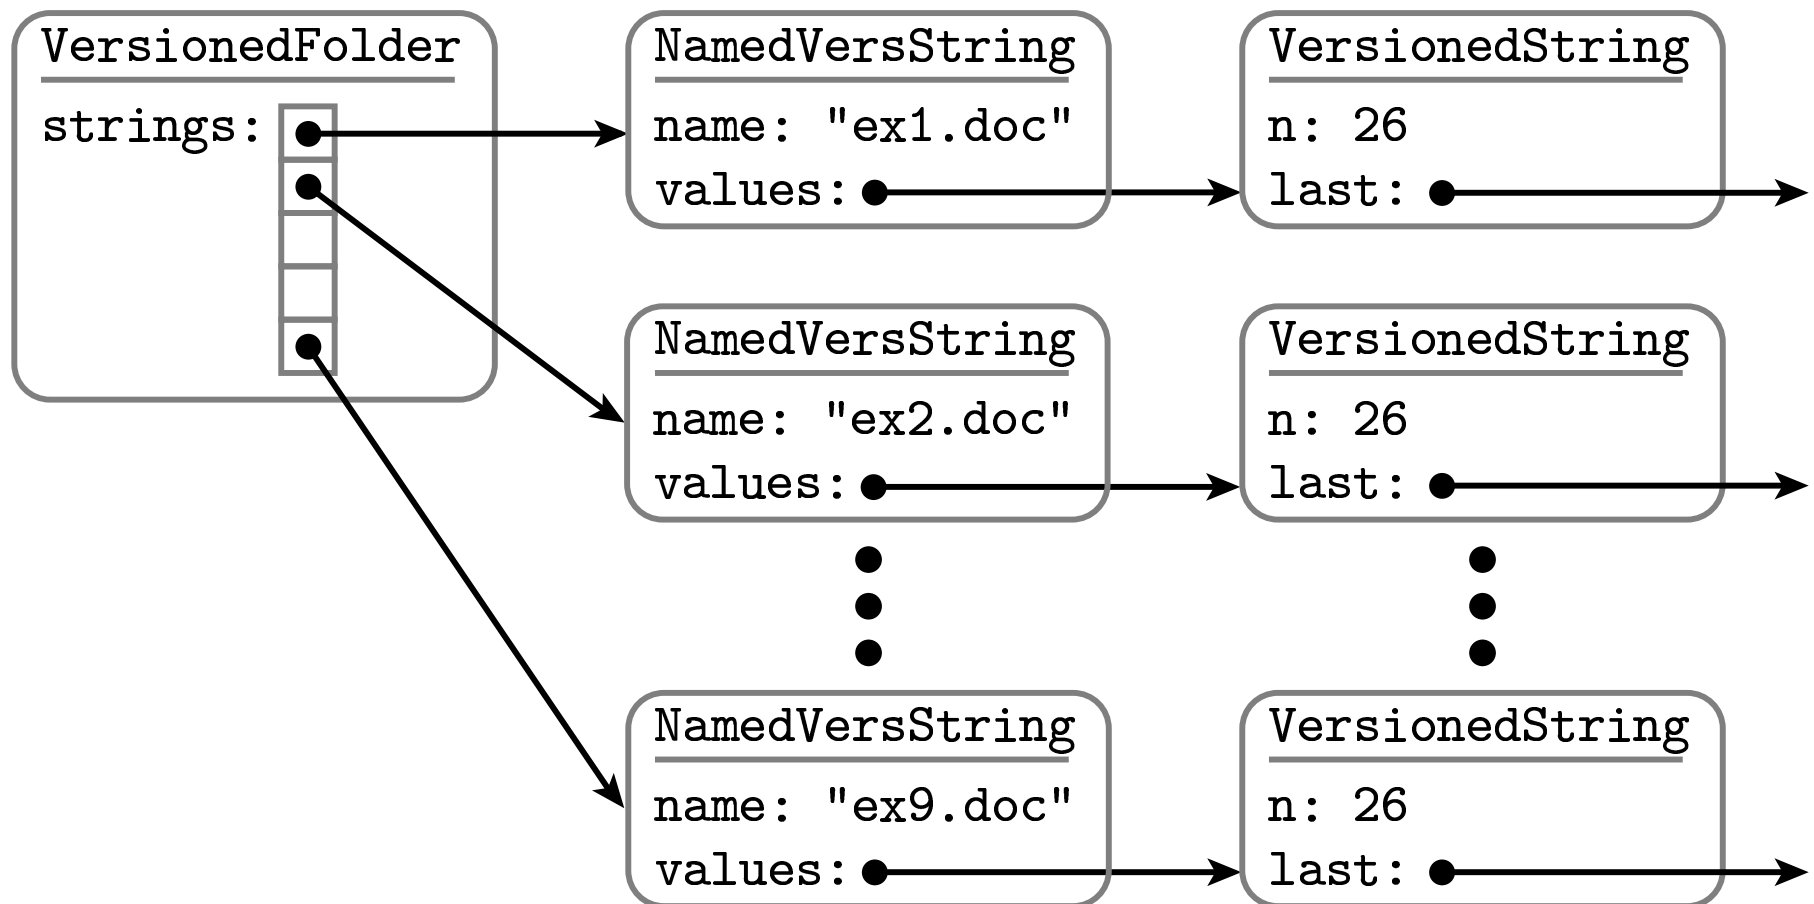 VersionedFolder
strings:
NamedVersString
name: "ex1.doc"
values:
VersionedString
n: 26
last:
NamedVersString
name: "ex2.doc"
values:
VersionedString
n: 26
last:
NamedVersString
name: "ex9.doc"
values:
VersionedString
n: 26
last: